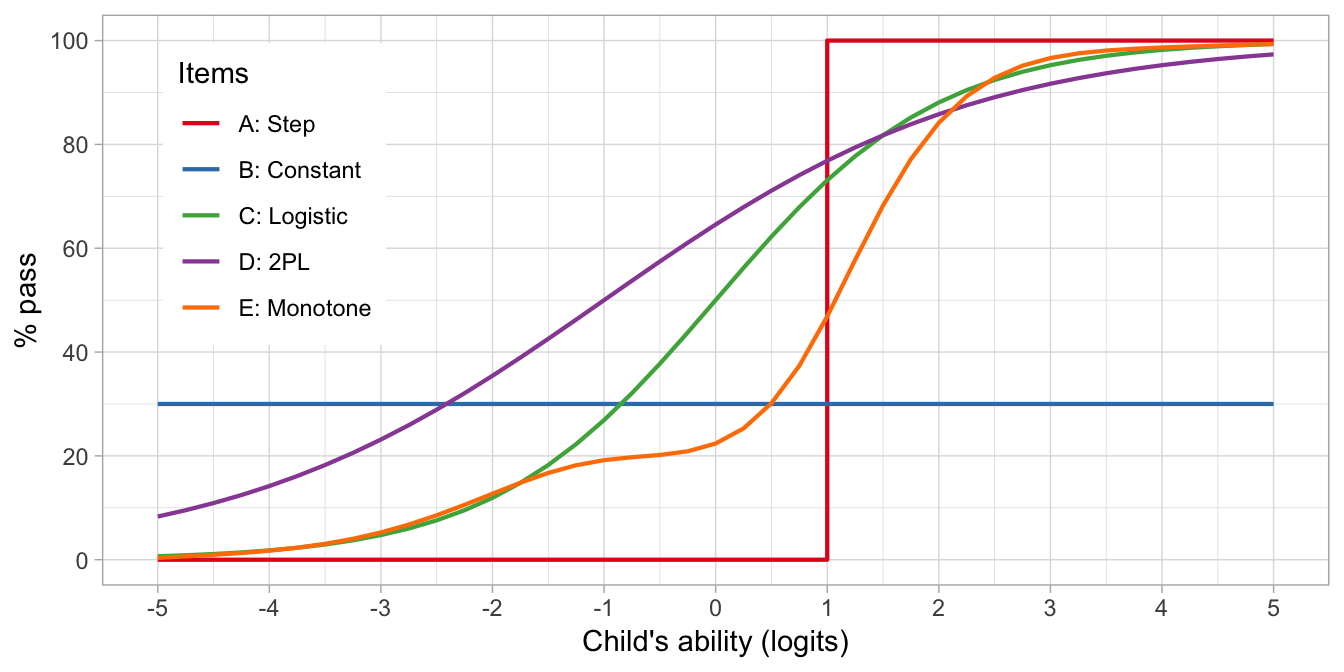 100
80
60
40
20
0
% pass
Items
A: Step
B: Constant
C: Logistic
D: 2PL
E: Monotone
-5 -4 -3 -2 -1 0 1 2 3 4 5
Child's ability (logits)